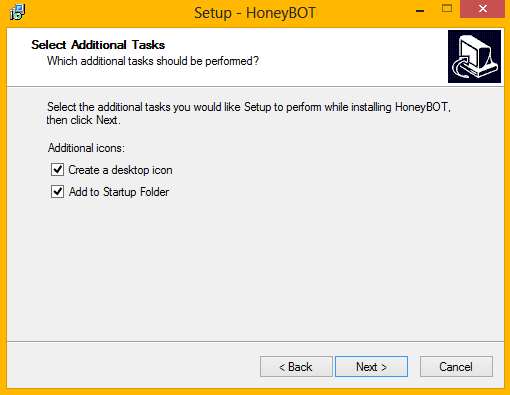 Setup - HoneyBOT
Select Additional Tasks
Which additional tasks should be performed?
Select the additional tasks you would like Setup to perform while installing HoneyBOT,
then click Next.
Additional icons:
Create a desktop icon
Add to Startup Folder
< Back
Next >
Cancel